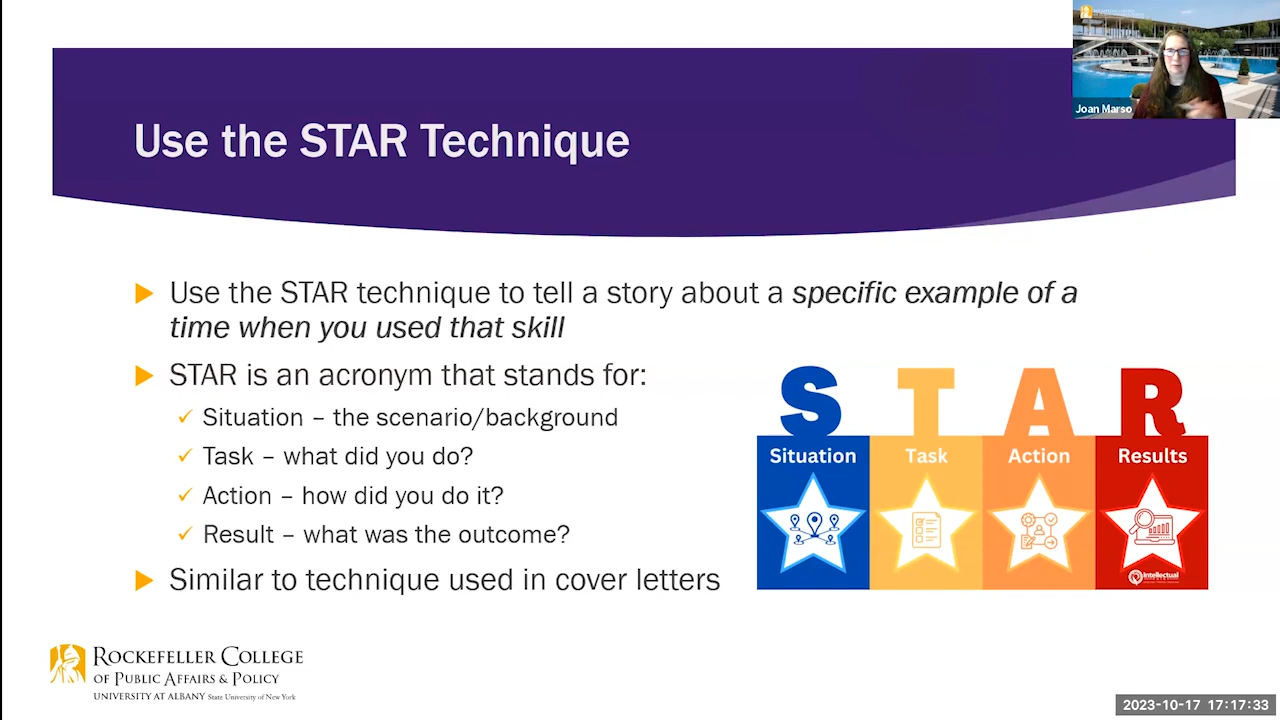 Joan Marso
Use the STAR Technique
Use the STAR technique to tell a story about a specific example of a
time when you used that skill
STAR is an acronym that stands for:
Situation – the scenario/background
Task – what did you do?
Action – how did you do it?
Result – what was the outcome?
Similar to technique used in cover letters
STAR
Situation Task Action Results
intellectual
ROCKEFELLER COLLEGE
OF PUBLIC AFFAIRS & POLICY
UNIVERSITY AT ALBANY State University of New York
2023-10-17 17:17:33